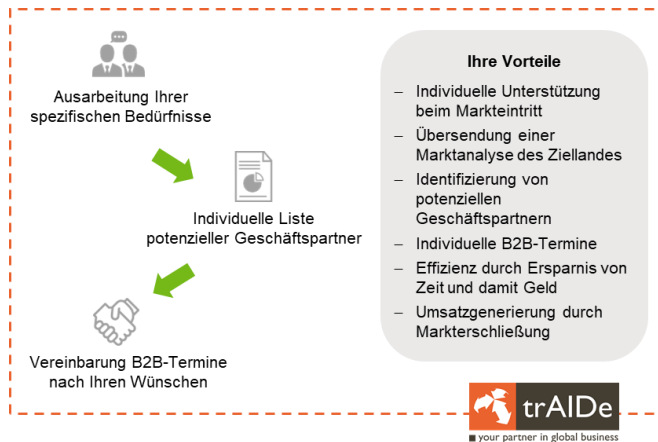 Ausarbeitung Ihrer
spezifischen Bedürfnisse
Individuelle Liste
potenzieller Geschäftspartner
Vereinbarung B2B-Termine
nach Ihren Wünschen
Ihre Vorteile
– Individuelle Unterstützung
beim Markteintritt
– Übersendung einer
Marktanalyse des Ziellandes
– Identifizierung von
potenziellen
Geschäftspartnern
– Individuelle B2B-Termine
– Effizienz durch Ersparnis von
Zeit und damit Geld
– Umsatzgenerierung durch
Markterschließung
trAIDe
your partner in global business